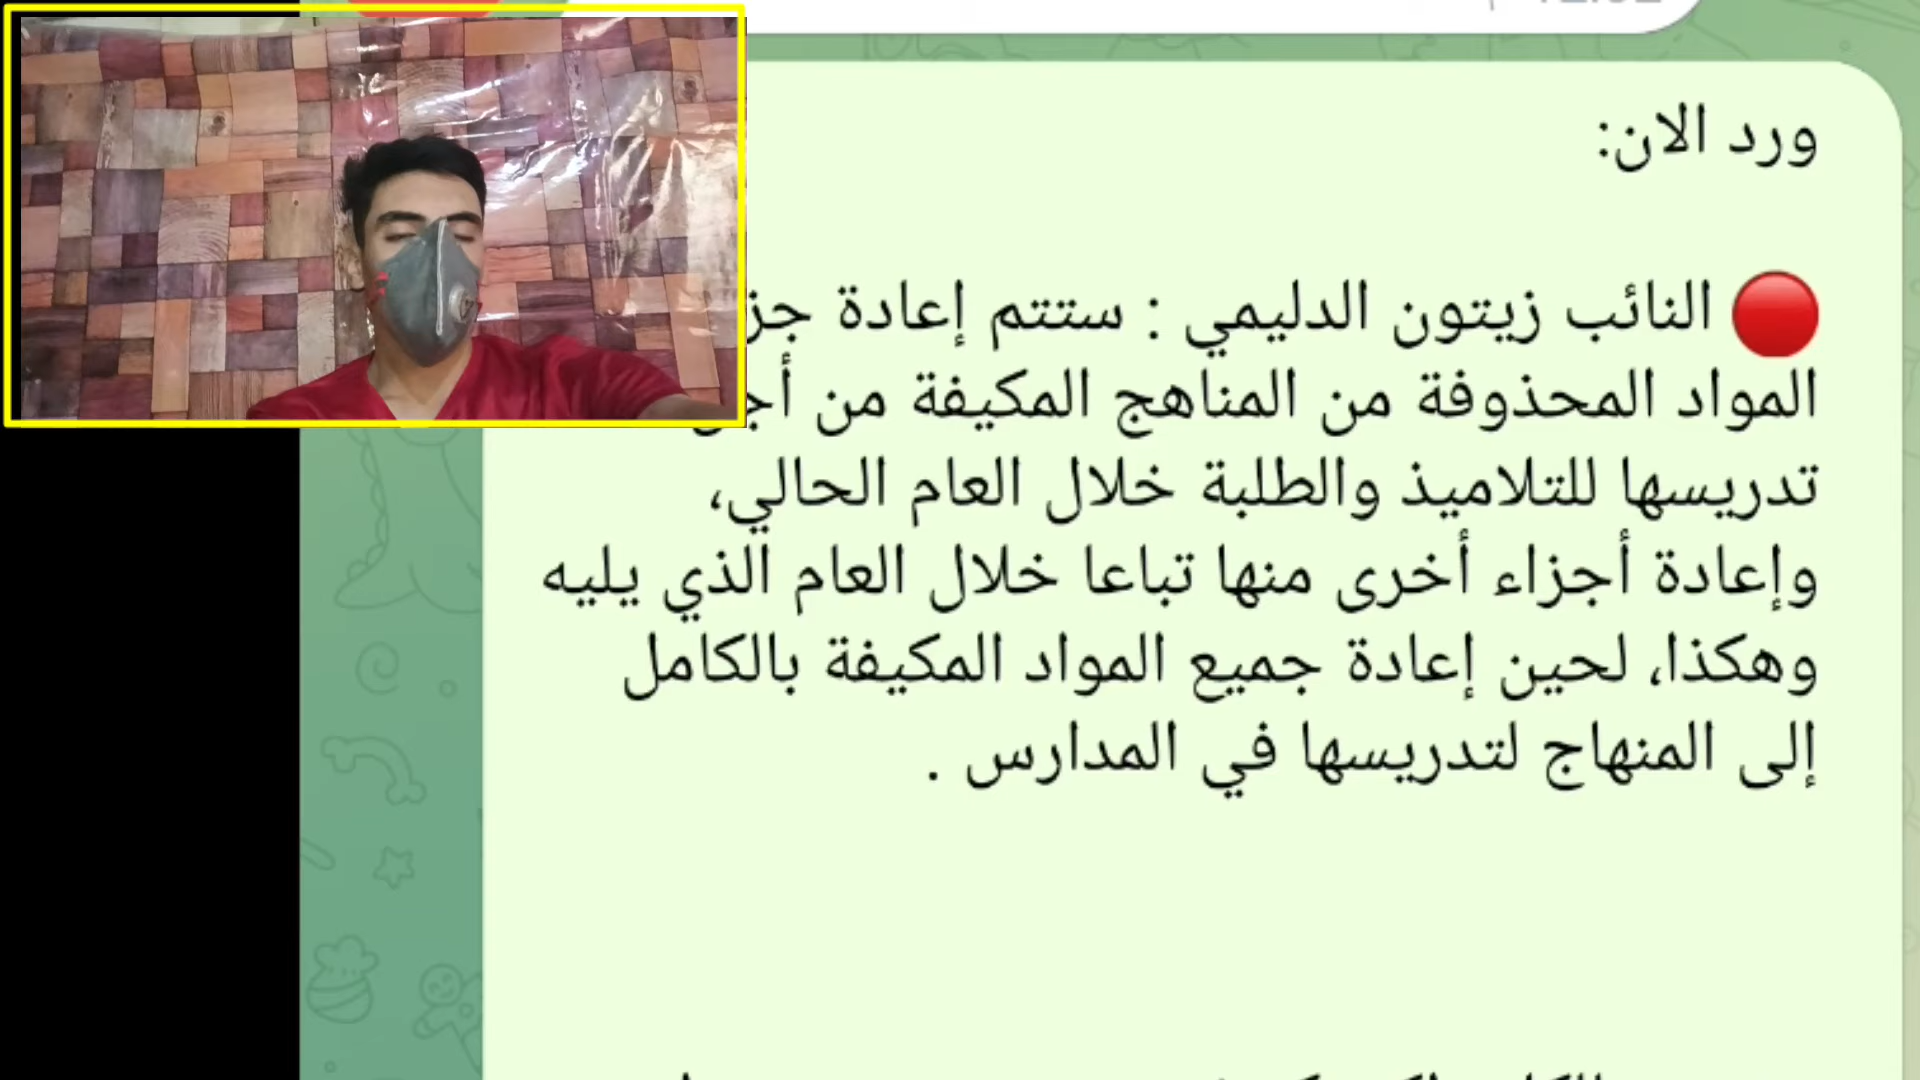 ورد الان:
🔴 النائب زيتون الدليمي : ستتم إعادة
المواد المحذوفة من المناهج المكيفة من
تدريسها للتلاميذ والطلبة خلال العام الحالي،
وإعادة أجزاء أخرى منها تباعا خلال العام الذي يليه
وهكذا، لحين إعادة جميع المواد المكيفة بالكامل
إلى المنهاج لتدريسها في المدارس .